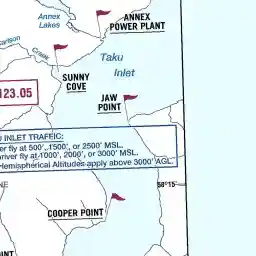 Annex
Lakes
ANNEX
POWER PLANT
Creek
Taku
Inlet
SUNNY
COVE
123.05
JAW
POINT
INLET TRAFFIC:
fly at 500', 1500', or 2500' MSL.
river fly at 1000', 2000', or 3000' MSL.
Hemispherical Altitudes apply above 3000' AGL.
58°15'
COOPER POINT
INT